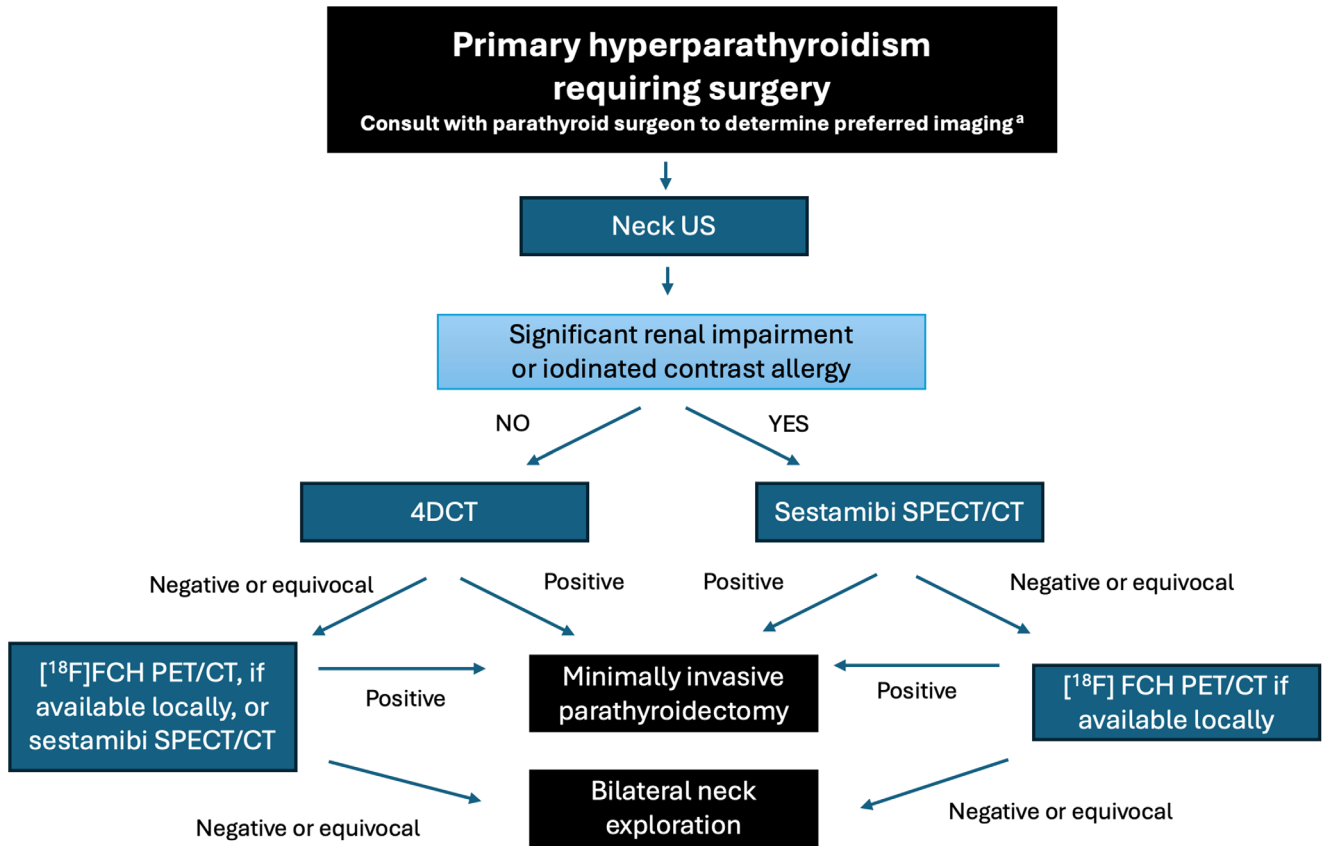 Primary hyperparathyroidism
requiring surgery
Consult with parathyroid surgeon to determine preferred imaging a
Neck US
Significant renal impairment
or iodinated contrast allergy
NO
YES
4DCT
Sestamibi SPECT/CT
Negative or equivocal
Positive
Positive
Negative or equivocal
[18F]FCH PET/CT, if
available locally, or
sestamibi SPECT/CT
Positive
Minimally invasive
parathyroidectomy
Positive
[18F] FCH PET/CT if
available locally
Negative or equivocal
Bilateral neck
exploration
Negative or equivocal